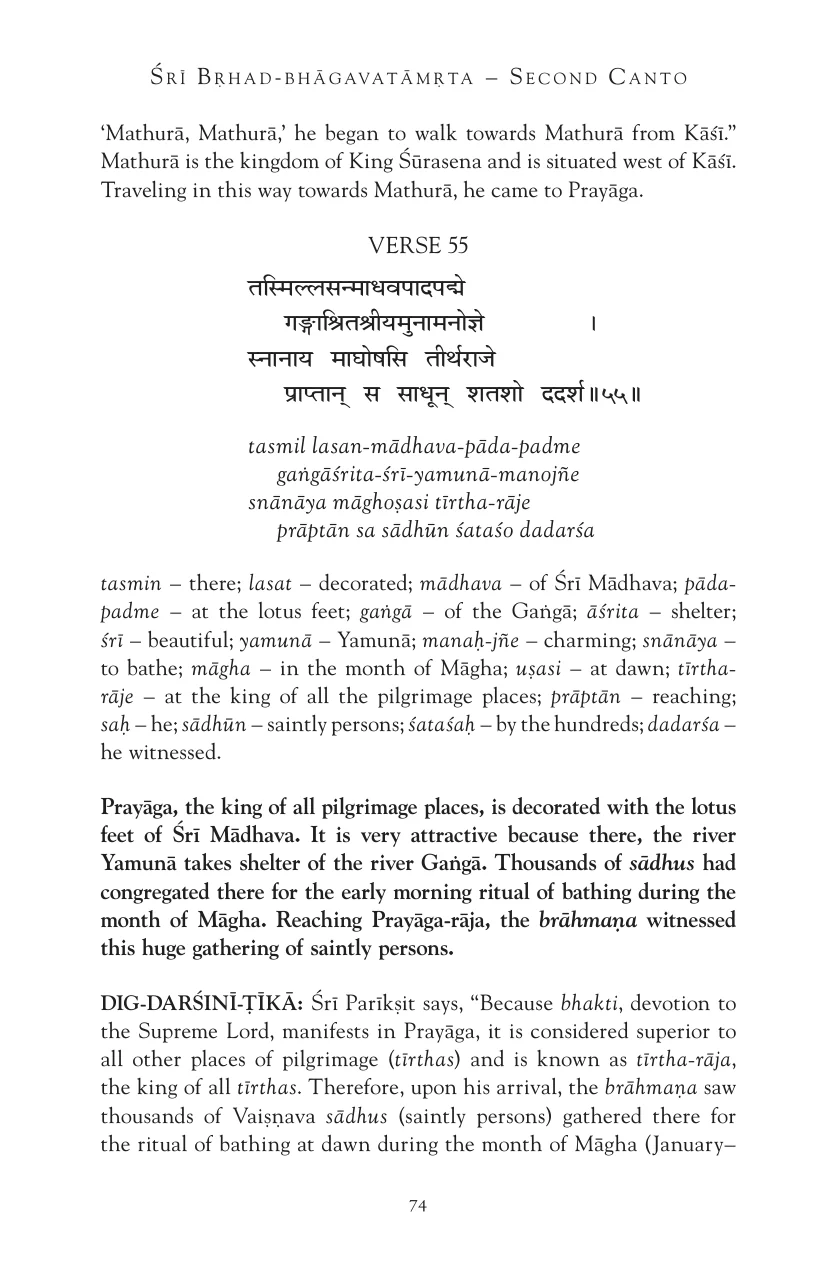 ŚRĪ BṚHAD-BHĀGAVATĀMṚTA – SECOND CANTO
‘Mathurā, Mathurā,’ he began to walk towards Mathurā from Kāśī.”
Mathurā is the kingdom of King Śūrasena and is situated west of Kāśī.
Traveling in this way towards Mathurā, he came to Prayāga.
VERSE 55
तस्मिल्लसन्माधवपादपद्मे
गङ्गाश्रितश्रीयमुनामनोज्ञे ।
स्नानाय माघोषसि तीर्थराजे
प्राप्तान् स साधून् शतशो ददर्श॥५५॥
tasmil lasan-mādhava-pāda-padme
gaṅgāśrita-śrī-yamunā-manojñe
snānāya māghoṣasi tīrtha-rāje
prāptān sa sādhūn śataśo dadarśa
tasmin – there; lasat – decorated; mādhava – of Śrī Mādhava; pāda-
padme – at the lotus feet; gaṅgā – of the Gaṅgā; āśrita – shelter;
śrī – beautiful; yamunā – Yamunā; manaḥ-jñe – charming; snānāya –
to bathe; māgha – in the month of Māgha; uṣasi – at dawn; tīrtha-
rāje – at the king of all the pilgrimage places; prāptān – reaching;
saḥ – he; sādhūn – saintly persons; śataśaḥ – by the hundreds; dadarśa –
he witnessed.
Prayāga, the king of all pilgrimage places, is decorated with the lotus
feet of Śrī Mādhava. It is very attractive because there, the river
Yamunā takes shelter of the river Gaṅgā. Thousands of sādhus had
congregated there for the early morning ritual of bathing during the
month of Māgha. Reaching Prayāga-rāja, the brāhmaṇa witnessed
this huge gathering of saintly persons.
DIG-DARŚINĪ-ṬĪKĀ: Śrī Parīkṣit says, “Because bhakti, devotion to
the Supreme Lord, manifests in Prayāga, it is considered superior to
all other places of pilgrimage (tīrthas) and is known as tīrtha-rāja,
the king of all tīrthas. Therefore, upon his arrival, the brāhmaṇa saw
thousands of Vaiṣṇava sādhus (saintly persons) gathered there for
the ritual of bathing at dawn during the month of Māgha (January–
74